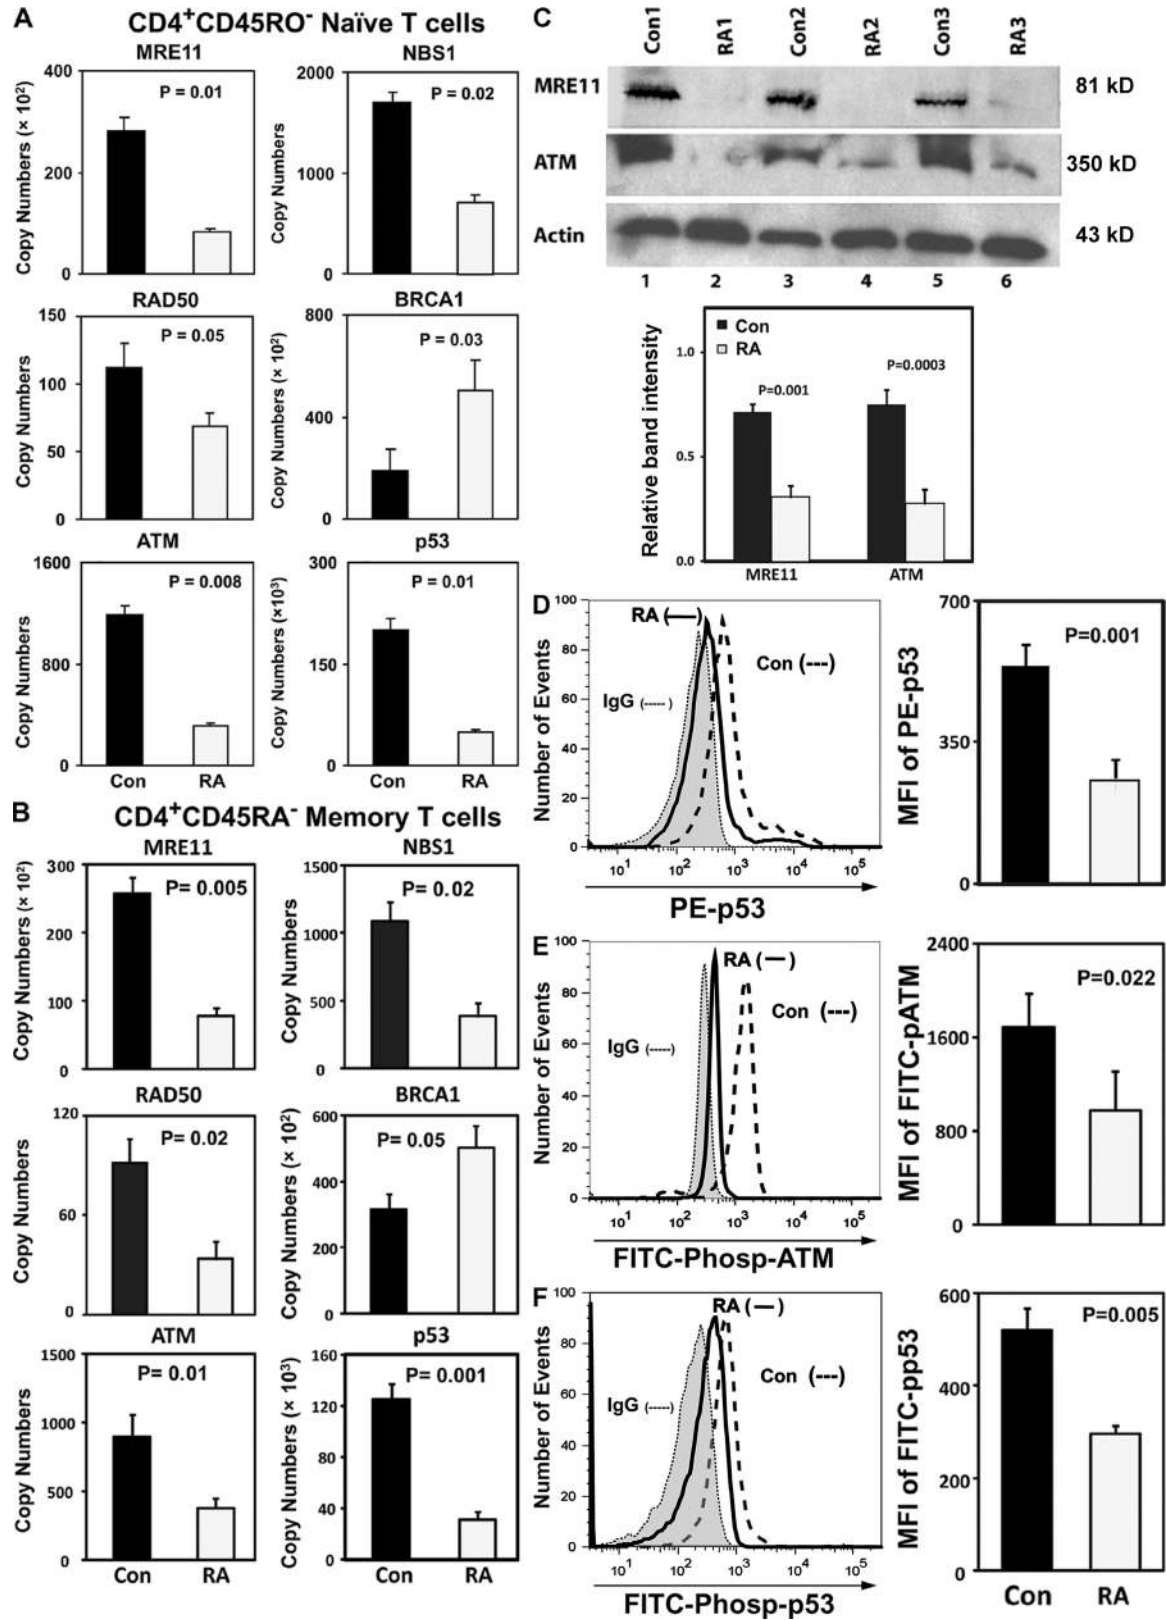 A
CD4+CD45RO- Naïve T cells
MRE11
NBS1
400
200
0
Copy Numbers (× 10²)
P = 0.01
2000
1000
0
Copy Numbers
P = 0.02
RAD50
BRCA1
150
100
50
0
Copy Numbers
P = 0.05
800
400
0
Copy Numbers (× 10²)
P = 0.03
ATM
p53
1600
800
0
Copy Numbers
P = 0.008
300
150
0
Copy Numbers (×10³)
P = 0.01
Con RA
Con RA
B
CD4+CD45RA- Memory T cells
MRE11
NBS1
300
200
100
0
Copy Numbers (× 10²)
P= 0.005
1500
1000
500
0
Copy Numbers
P= 0.02
RAD50
BRCA1
120
60
0
Copy Numbers
P= 0.02
600
400
200
0
Copy Numbers (× 10²)
P= 0.05
ATM
p53
1500
1000
500
0
Copy Numbers
P= 0.01
160
120
80
40
0
Copy Numbers (× 10³)
P= 0.001
Con RA
Con RA
C
Con1 RA1 Con2 RA2 Con3 RA3
MRE11 81 kD
ATM 350 kD
Actin 43 kD
1 2 3 4 5 6
Con
RA
1.0
0.5
0.0
Relative band intensity
P=0.001
P=0.0003
MRE11 ATM
D
100
80
60
40
20
0
Number of Events
RA (——)
Con (---)
IgG (-----)
10¹ 10² 10³ 10⁴ 10⁵
PE-p53
700
350
0
MFI of PE-p53
P=0.001
E
100
80
60
40
20
0
Number of Events
RA (—)
Con (---)
IgG (-----)
10¹ 10² 10³ 10⁴ 10⁵
FITC-Phosp-ATM
2400
1600
800
0
MFI of FITC-pATM
P=0.022
F
100
80
60
40
20
0
Number of Events
RA (—)
Con (---)
IgG (-----)
10¹ 10² 10³ 10⁴ 10⁵
FITC-Phosp-p53
600
400
200
0
MFI of FITC-pp53
P=0.005
Con RA